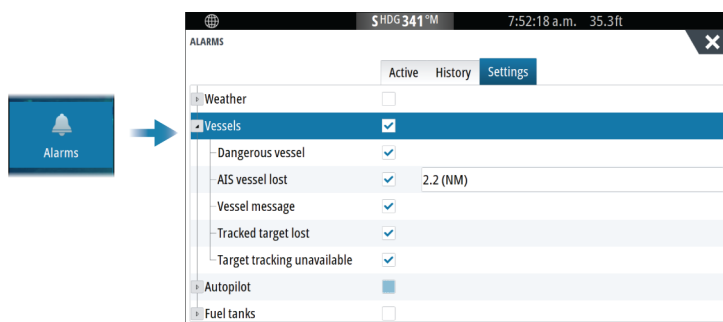 S HDG 341 °M 7:52:18 a.m. 35.3ft
ALARMS
Active History Settings
Weather
Vessels
Dangerous vessel
Alarms
AIS vessel lost 2.2 (NM)
Vessel message
Tracked target lost
Target tracking unavailable
Autopilot
Fuel tanks